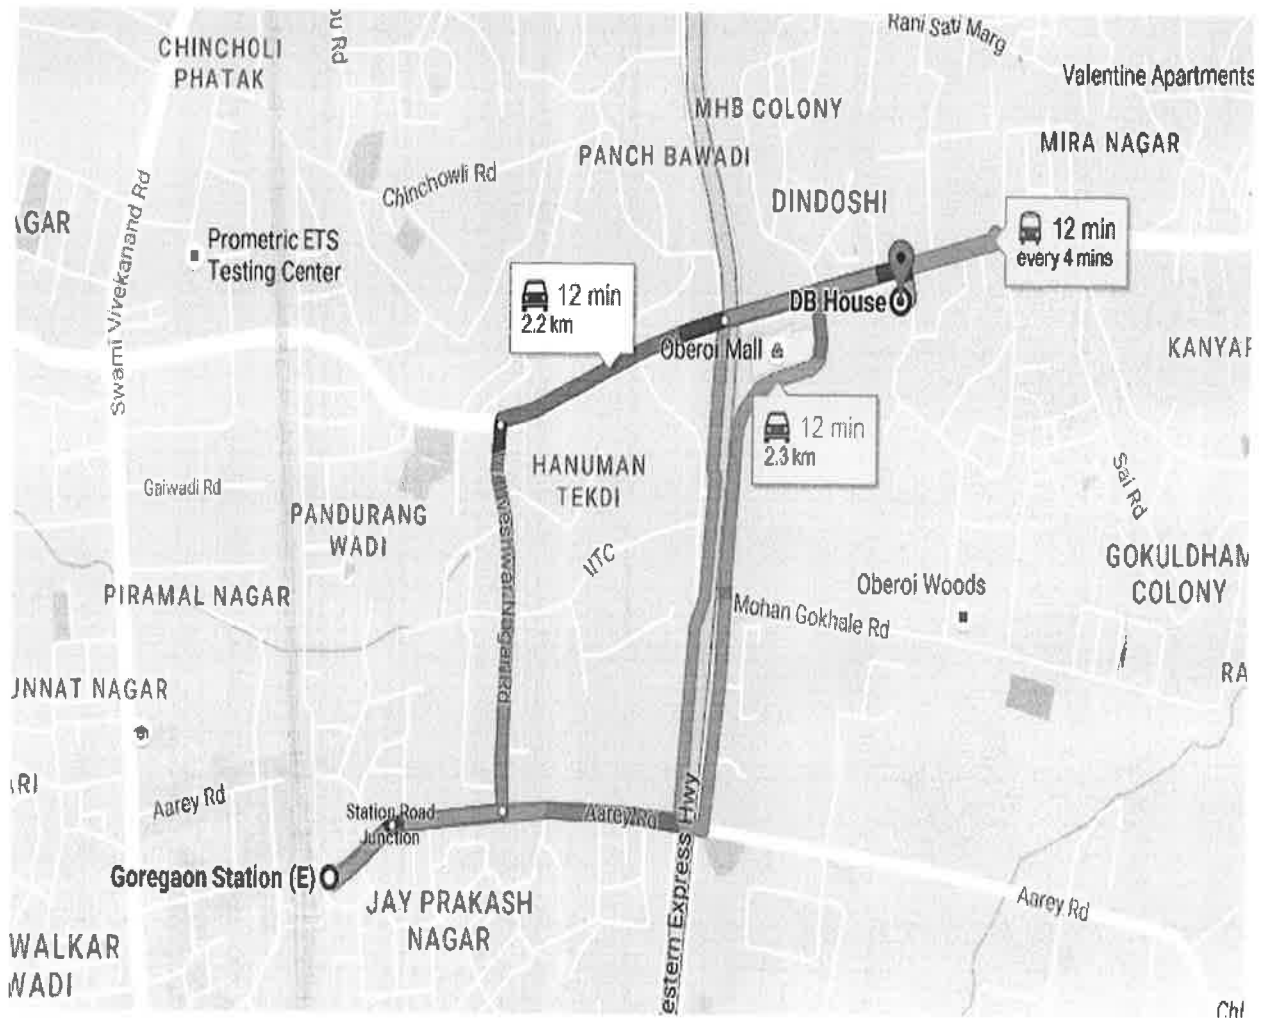 CHINCHOLI
PHATAK
Rani Sati Marg
Valentine Apartments
MHB COLONY
MIRA NAGAR
PANCH BAWADI
Chinchowli Rd
DINDOSHI
Swami Vivekanand Rd
Prometric ETS
Testing Center
12 min
every 4 mins
12 min
2.2 km
DB House
Oberoi Mall
12 min
2.3 km
HANUMAN
TEKDI
Gaiwadi Rd
PANDURANG
WADI
Sai Rd
IITC
GOKULDHAM
COLONY
Oberoi Woods
PIRAMAL NAGAR
Mohan Gokhale Rd
UNNAT NAGAR
RA
Aarey Rd
Station Road
Junction
Aarey Rd
estern Express Hwy
Goregaon Station (E)
JAY PRAKASH
NAGAR
Aarey Rd
WALKAR
WADI